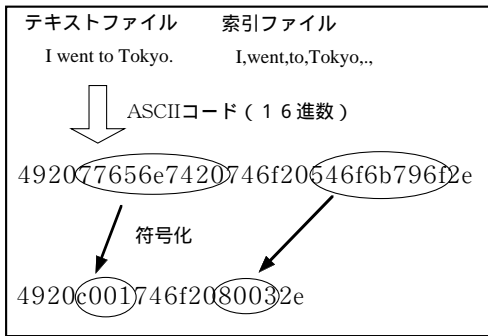 テキストファイル 索引ファイル
I went to Tokyo. I,went,to,Tokyo,.,
ASCIIコード(16進数)
492077656e7420746f20546f6b796f2e
符号化
4920c001746f2080032e